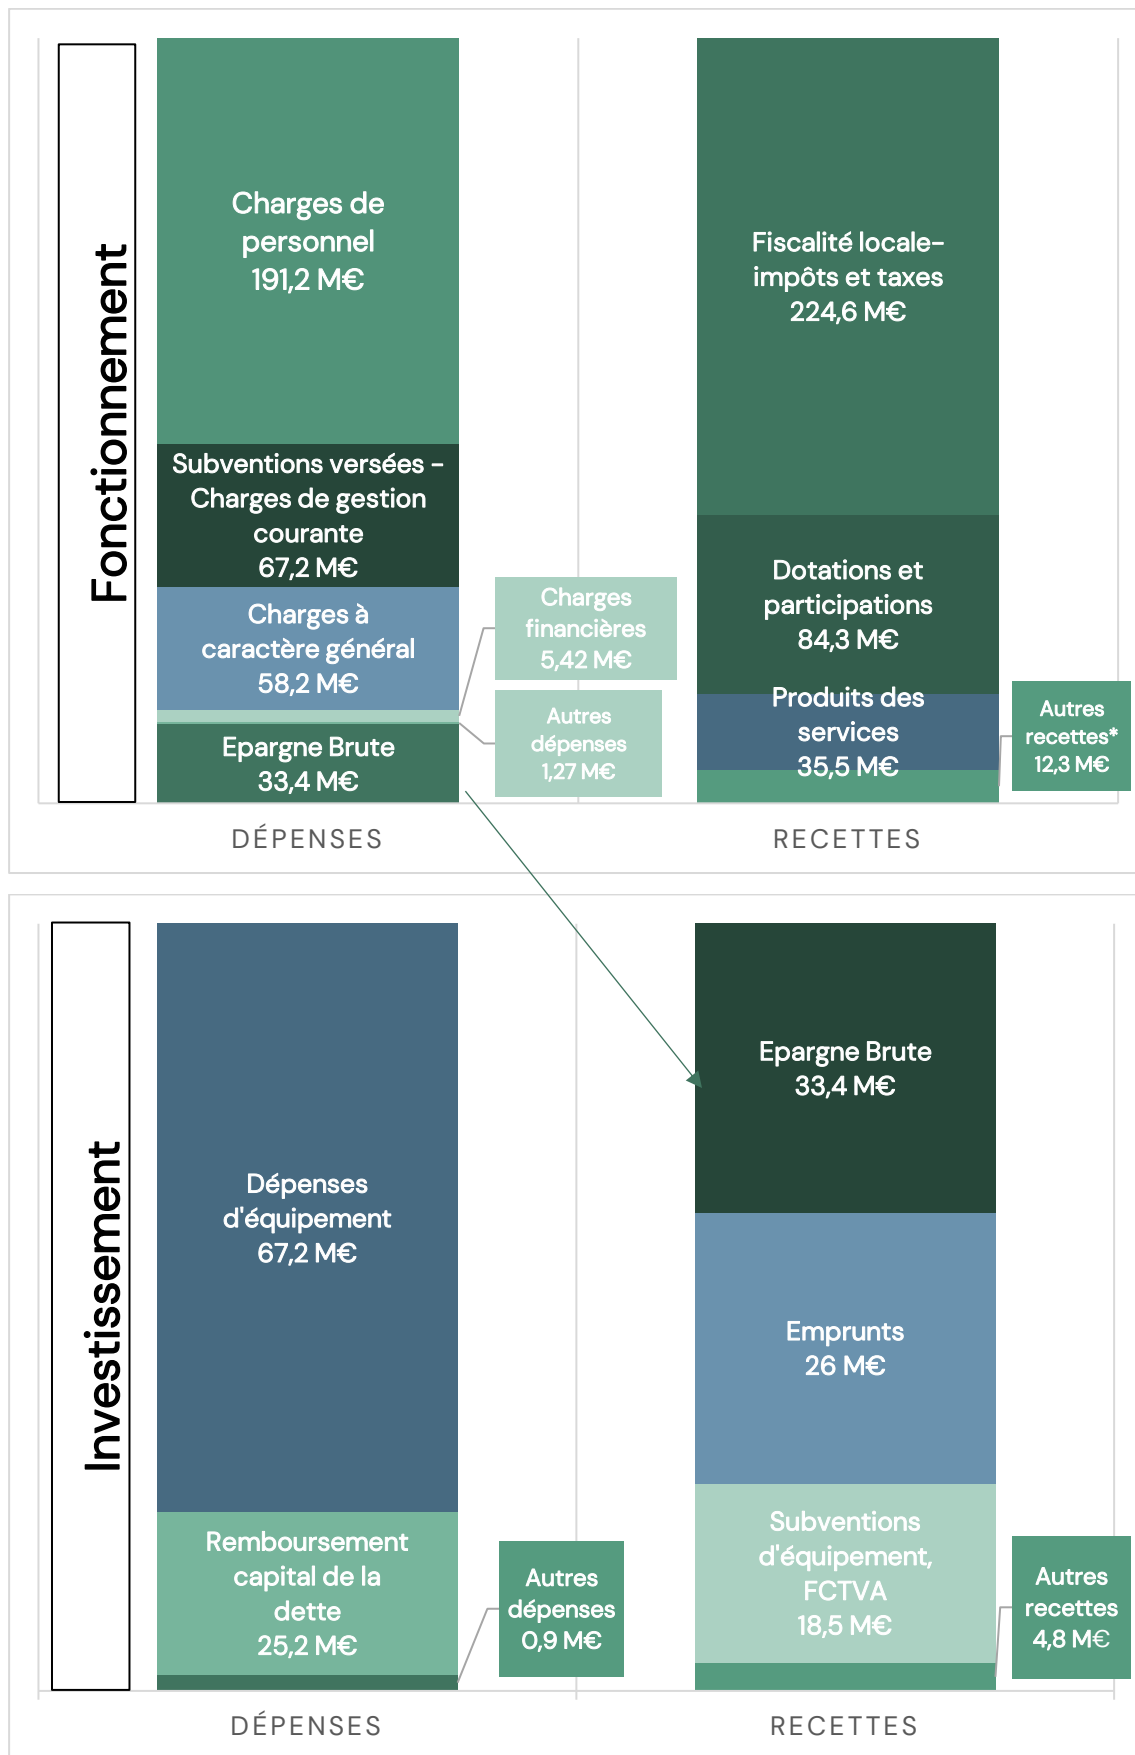 Fonctionnement
Charges de
personnel
191,2 M€
Subventions versées -
Charges de gestion
courante
67,2 M€
Charges à
caractère général
58,2 M€
Epargne Brute
33,4 M€
Charges
financières
5,42 M€
Autres
dépenses
1,27 M€
Fiscalité locale-
impôts et taxes
224,6 M€
Dotations et
participations
84,3 M€
Produits des
services
35,5 M€
Autres
recettes*
12,3 M€
DÉPENSES
RECETTES
Investissement
Dépenses
d'équipement
67,2 M€
Remboursement
capital de la
dette
25,2 M€
Autres
dépenses
0,9 M€
Epargne Brute
33,4 M€
Emprunts
26 M€
Subventions
d'équipement,
FCTVA
18,5 M€
Autres
recettes
4,8 M€
DÉPENSES
RECETTES